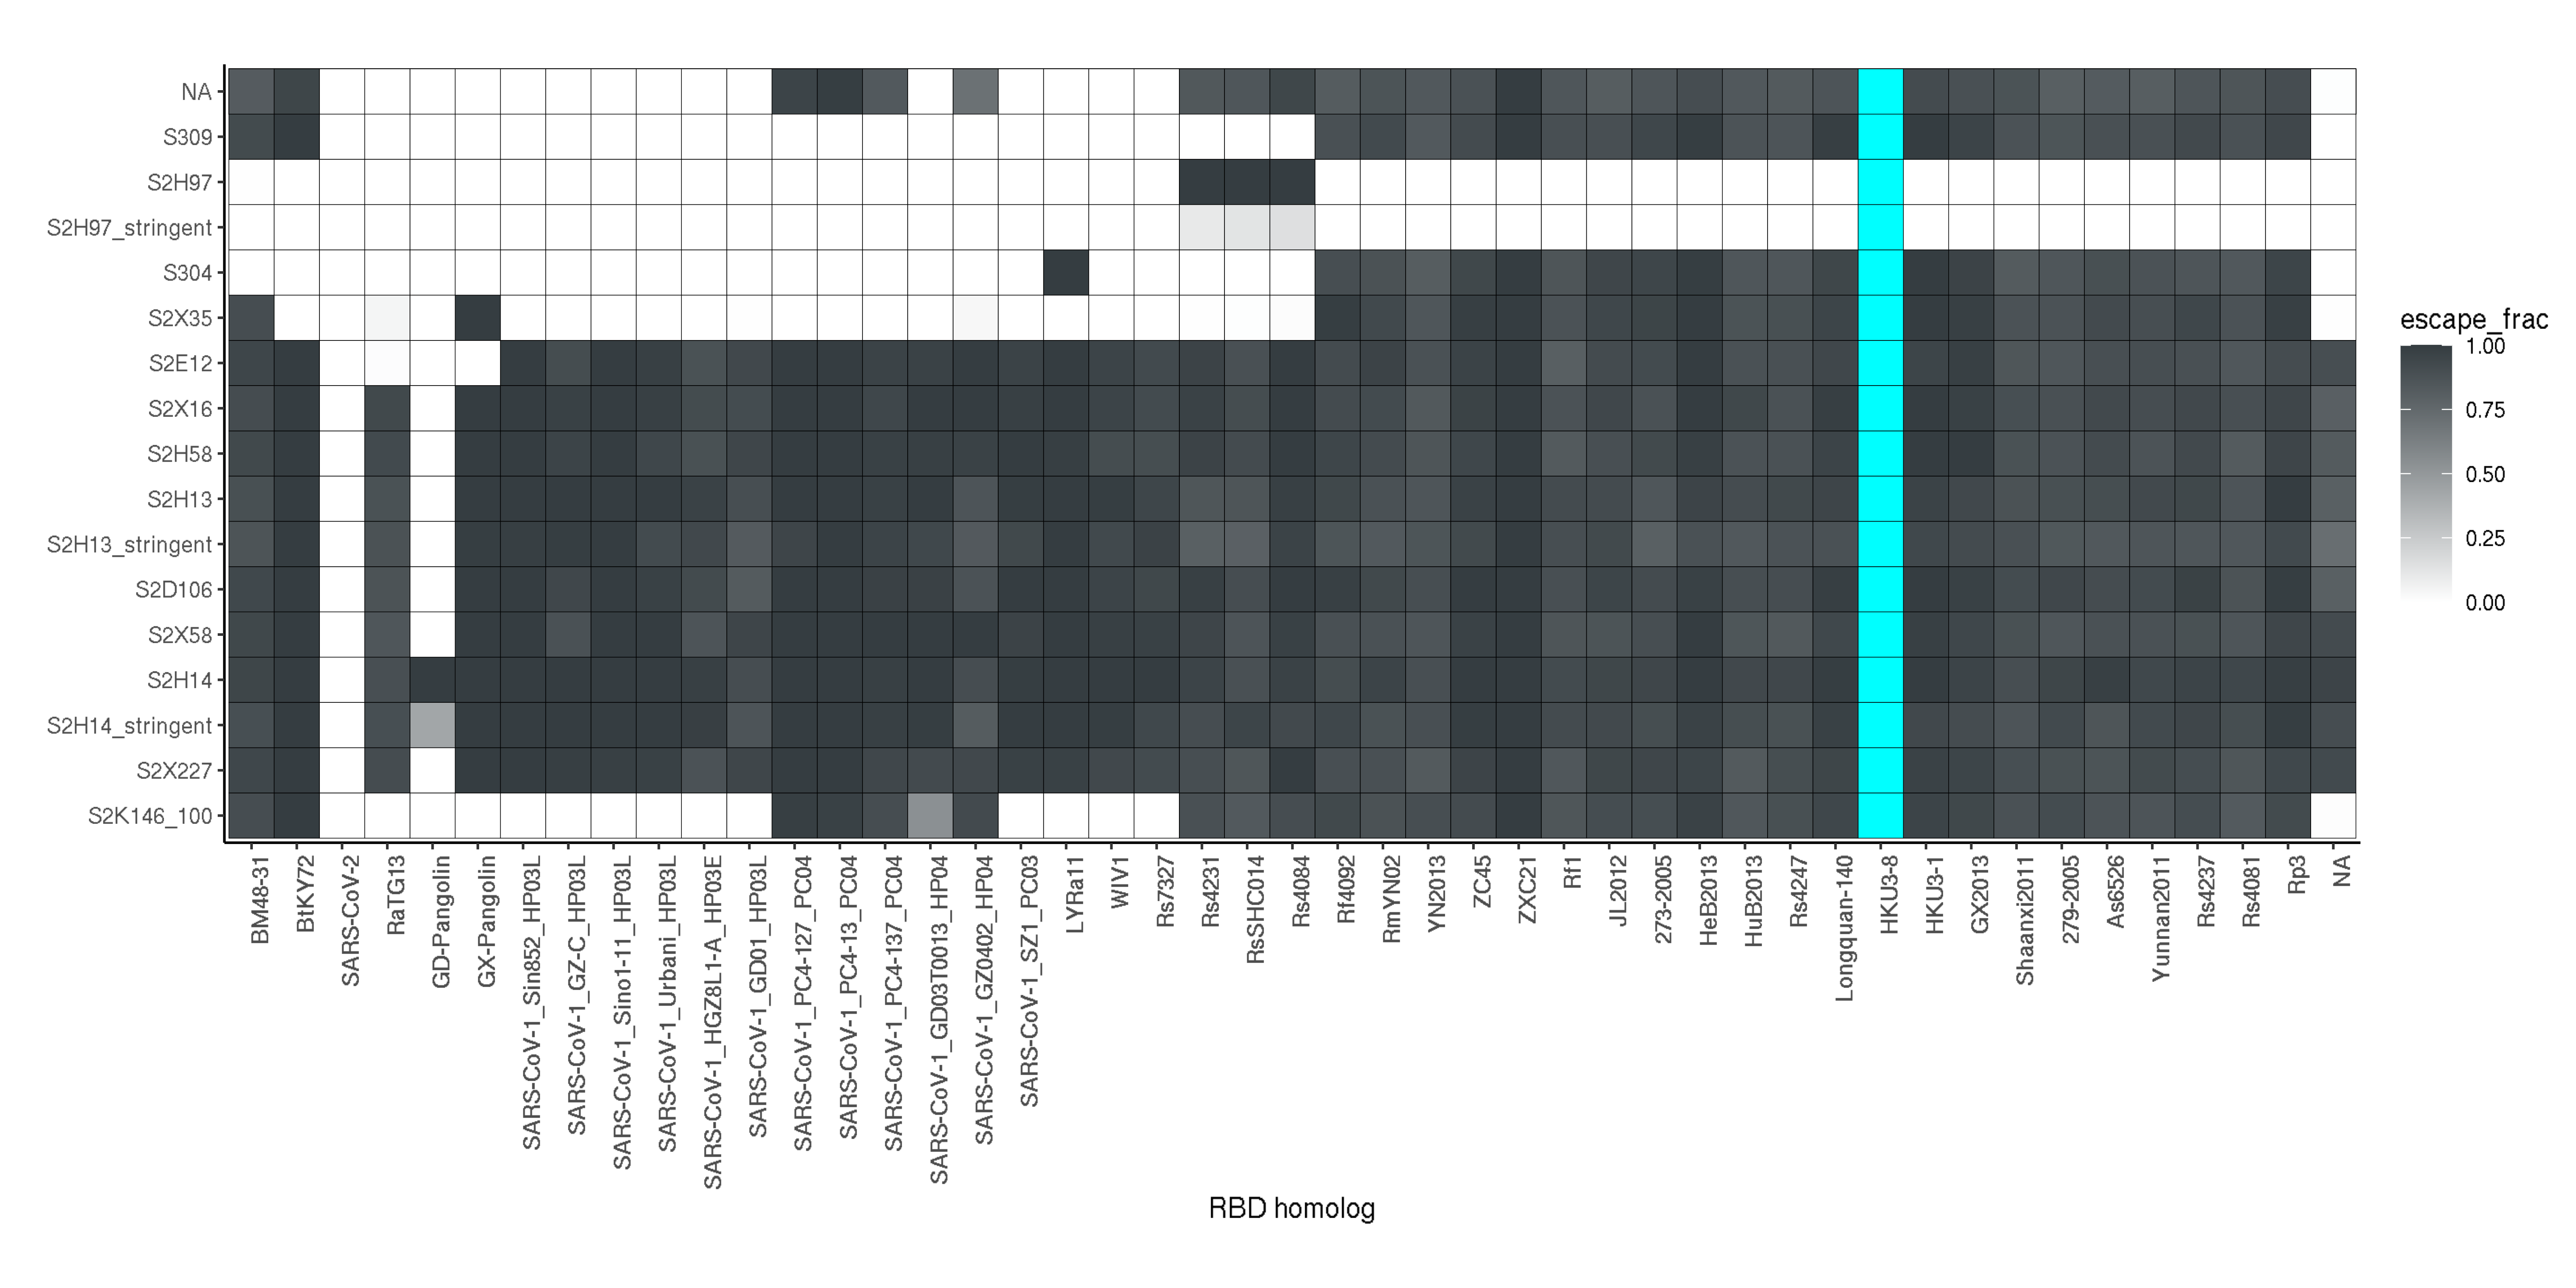 NA
S309
S2H97
S2H97_stringent
S304
S2X35
S2E12
S2X16
S2H58
S2H13
S2H13_stringent
S2D106
S2X58
S2H14
S2H14_stringent
S2X227
S2K146_100
BM48-31
BtKY72
SARS-CoV-2
RaTG13
GD-Pangolin
GX-Pangolin
SARS-CoV-1_Sin852_HP03L
SARS-CoV-1_GZ-C_HP03L
SARS-CoV-1_Sino1-11_HP03L
SARS-CoV-1_Urbani_HP03L
SARS-CoV-1_HGZ8L1-A_HP03E
SARS-CoV-1_GD01_HP03L
SARS-CoV-1_PC4-127_PC04
SARS-CoV-1_PC4-13_PC04
SARS-CoV-1_PC4-137_PC04
SARS-CoV-1_GD03T0013_HP04
SARS-CoV-1_GZ0402_HP04
SARS-CoV-1_SZ1_PC03
LYRa11
WIV1
Rs7327
Rs4231
RsSHC014
Rs4084
Rf4092
RmYN02
YN2013
ZC45
ZXC21
Rf1
JL2012
273-2005
HeB2013
HuB2013
Rs4247
Longquan-140
HKU3-8
HKU3-1
GX2013
Shaanxi2011
279-2005
As6526
Yunnan2011
Rs4237
Rs4081
Rp3
NA
RBD homolog
escape_frac
1.00
0.75
0.50
0.25
0.00